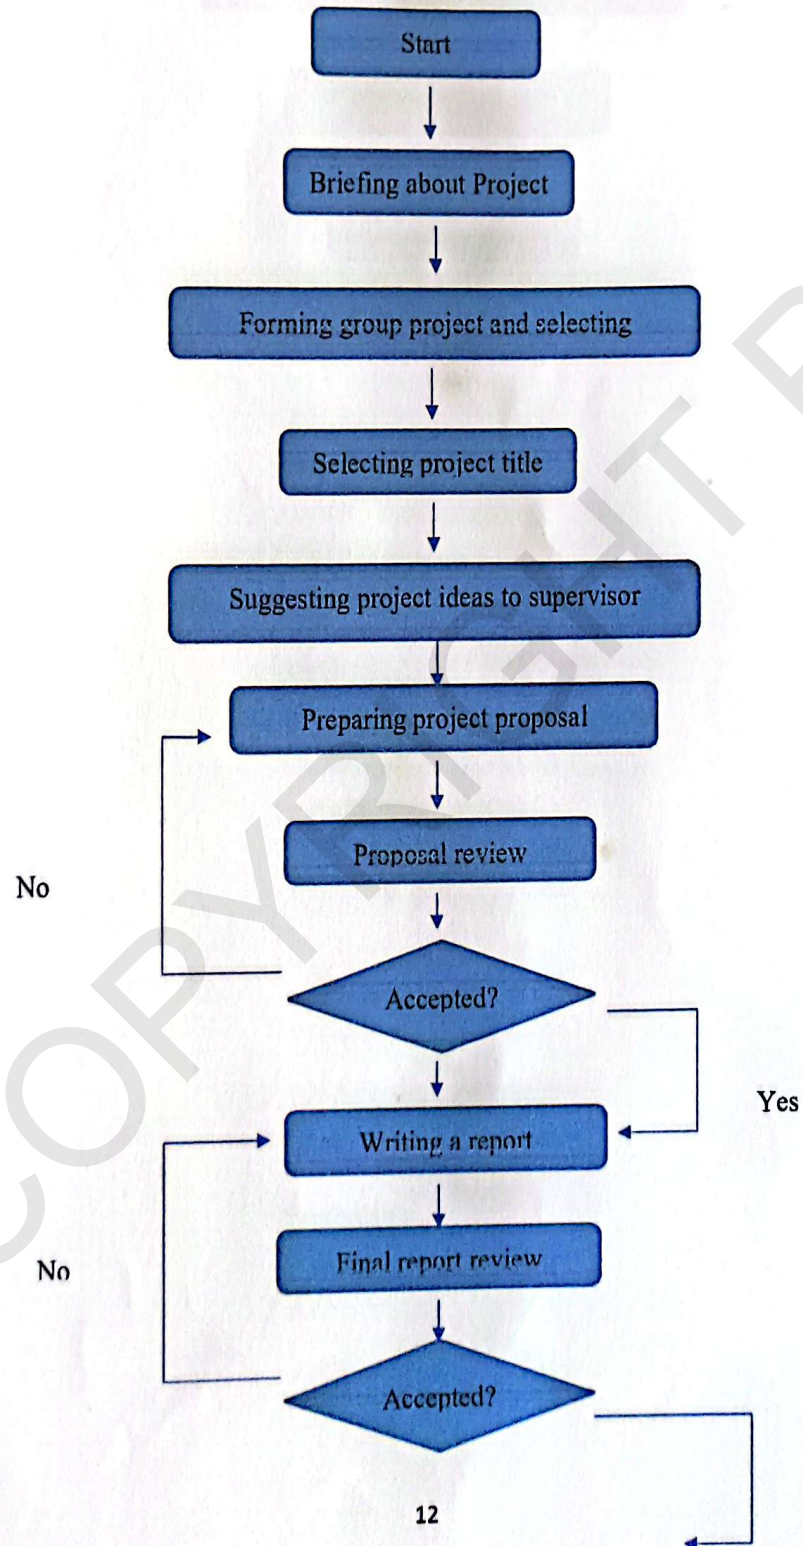 Start
Briefing about Project
Forming group project and selecting
Selecting project title
Suggesting project ideas to supervisor
Preparing project proposal
Proposal review
No
Accepted?
Yes
Writing a report
Final report review
No
Accepted?
12
COPYRIGHT